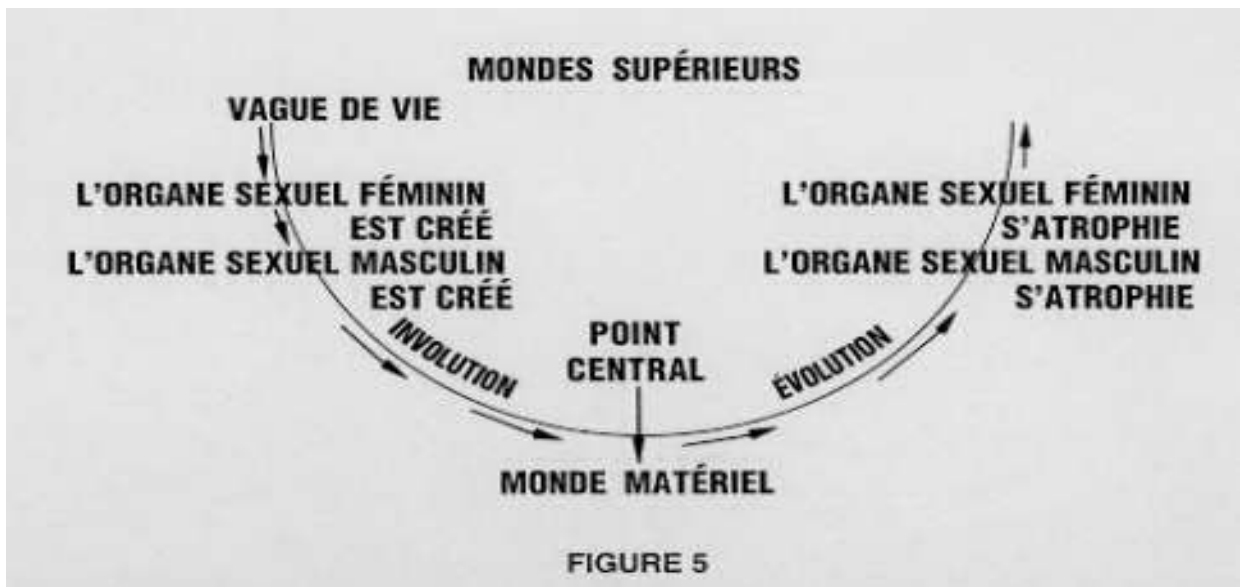 MONDES SUPÉRIEURS
VAGUE DE VIE
L'ORGANE SEXUEL FÉMININ
EST CRÉÉ
L'ORGANE SEXUEL MASCULIN
EST CRÉÉ
INVOLUTION
POINT
CENTRAL
ÉVOLUTION
L'ORGANE SEXUEL FÉMININ
S'ATROPHIE
L'ORGANE SEXUEL MASCULIN
S'ATROPHIE
MONDE MATÉRIEL
FIGURE 5